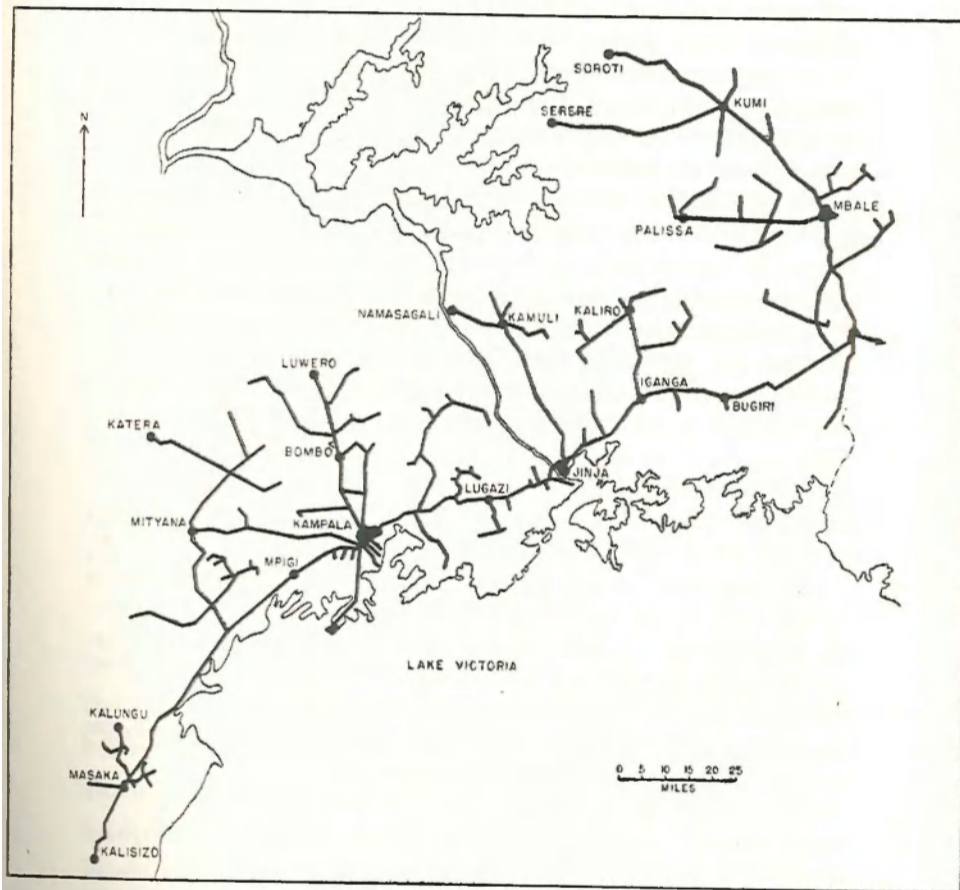 SOROTI
KUMI
SERERE
N
MBALE
PALISSA
NAMASAGALI
KAMULI
KALIRO
LUWERO
IGANGA
BUGIRI
KATERA
BOMBO
JINJA
LUGAZI
MITYANA
KAMPALA
MPIGI
LAKE VICTORIA
KALUNGU
0 5 10 15 20 25
MILES
MASAKA
KALISIZO